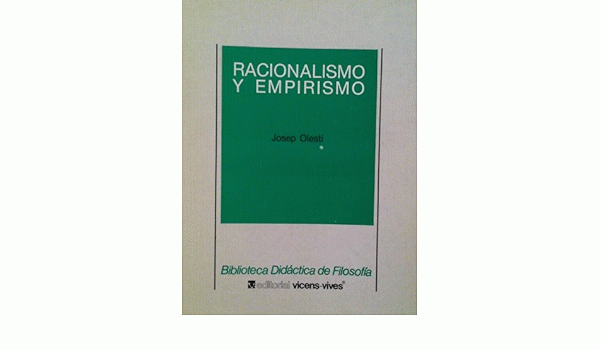 RACIONALISMO
Y EMPIRISMO
Josep Olesti
Biblioteca Didáctica de Filosofía
editorial vicens-vives®